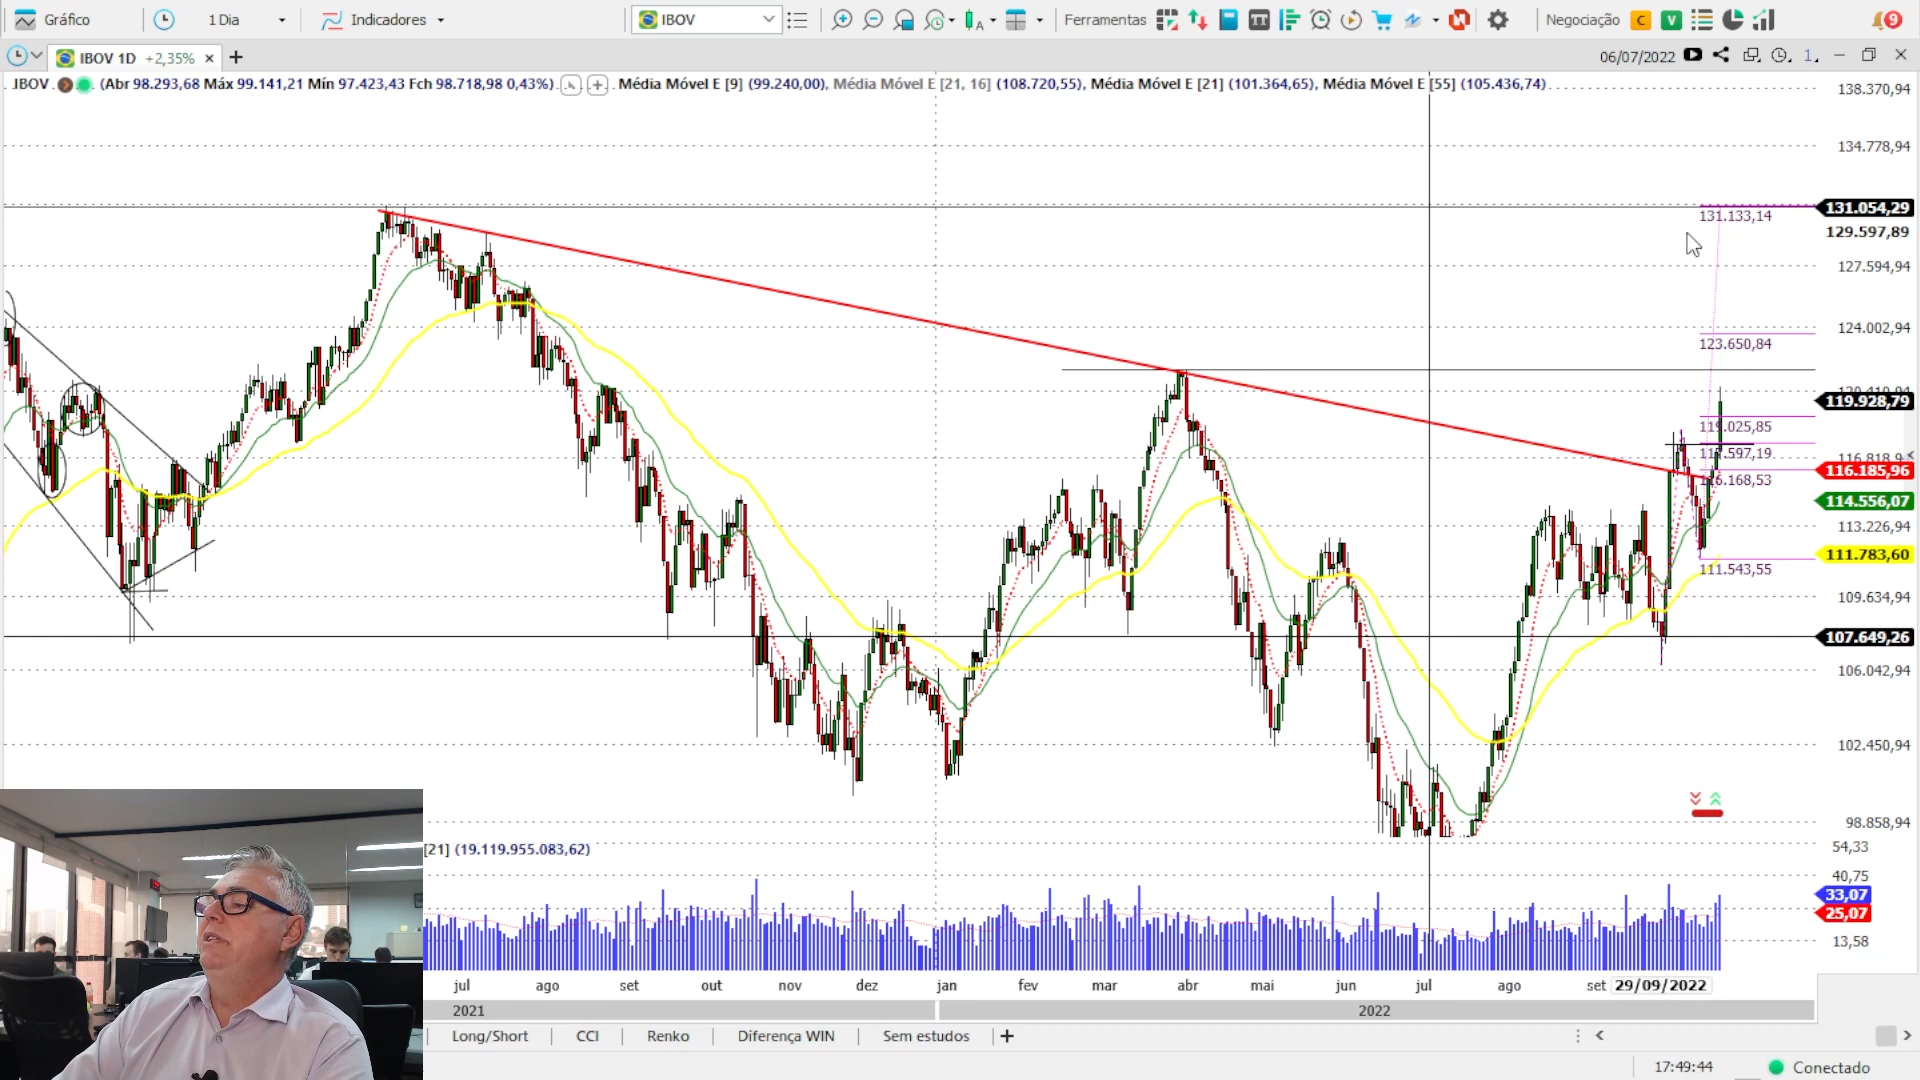 Gráfico
1 Dia
Indicadores
IBOV
Ferramentas
Negociação
C
V
9
IBOV 1D +2,35%
06/07/2022
1
IBOV
(Abr 98.293,68 Máx 99.141,21 Mín 97.423,43 Fch 98.718,98 0,43%)
Média Móvel E [9] (99.240,00), Média Móvel E [21, 16] (108.720,55), Média Móvel E [21] (101.364,65), Média Móvel E [55] (105.436,74)
138.370,94
134.778,94
131.054,29
131.133,14
129.597,89
127.594,94
124.002,94
123.650,84
119.928,79
119.025,85
116.185,96
116.168,53
114.556,07
113.226,94
111.783,60
111.543,55
109.634,94
107.649,26
106.042,94
102.450,94
98.858,94
[21] (19.119.955.083,62)
54,33
40,75
33,07
25,07
13,58
jul ago set out nov dez jan fev mar abr mai jun jul ago set 29/09/2022
2021 2022
Long/Short CCI Renko Diferença WIN Sem estudos
17:49:44 Conectado